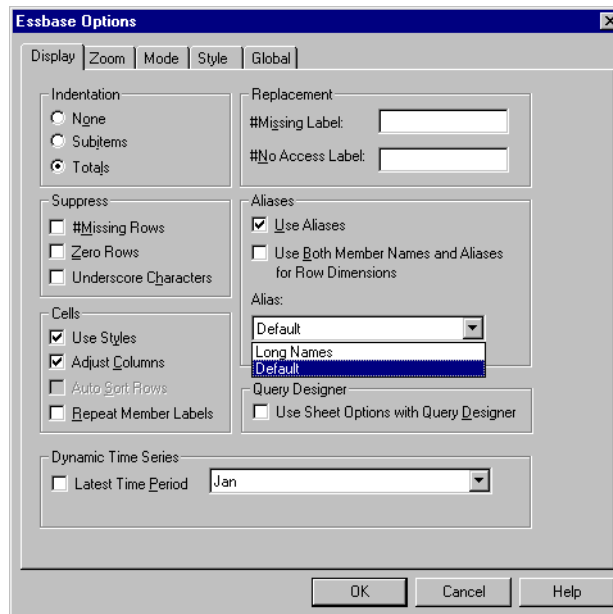 Essbase Options
Display Zoom Mode Style Global
Indentation
None
Subitems
Totals
Replacement
#Missing Label:
#No Access Label:
Suppress
#Missing Rows
Zero Rows
Underscore Characters
Aliases
Use Aliases
Use Both Member Names and Aliases
for Row Dimensions
Alias:
Default
Long Names
Default
Cells
Use Styles
Adjust Columns
Auto Sort Rows
Repeat Member Labels
Query Designer
Use Sheet Options with Query Designer
Dynamic Time Series
Latest Time Period
Jan
OK Cancel Help